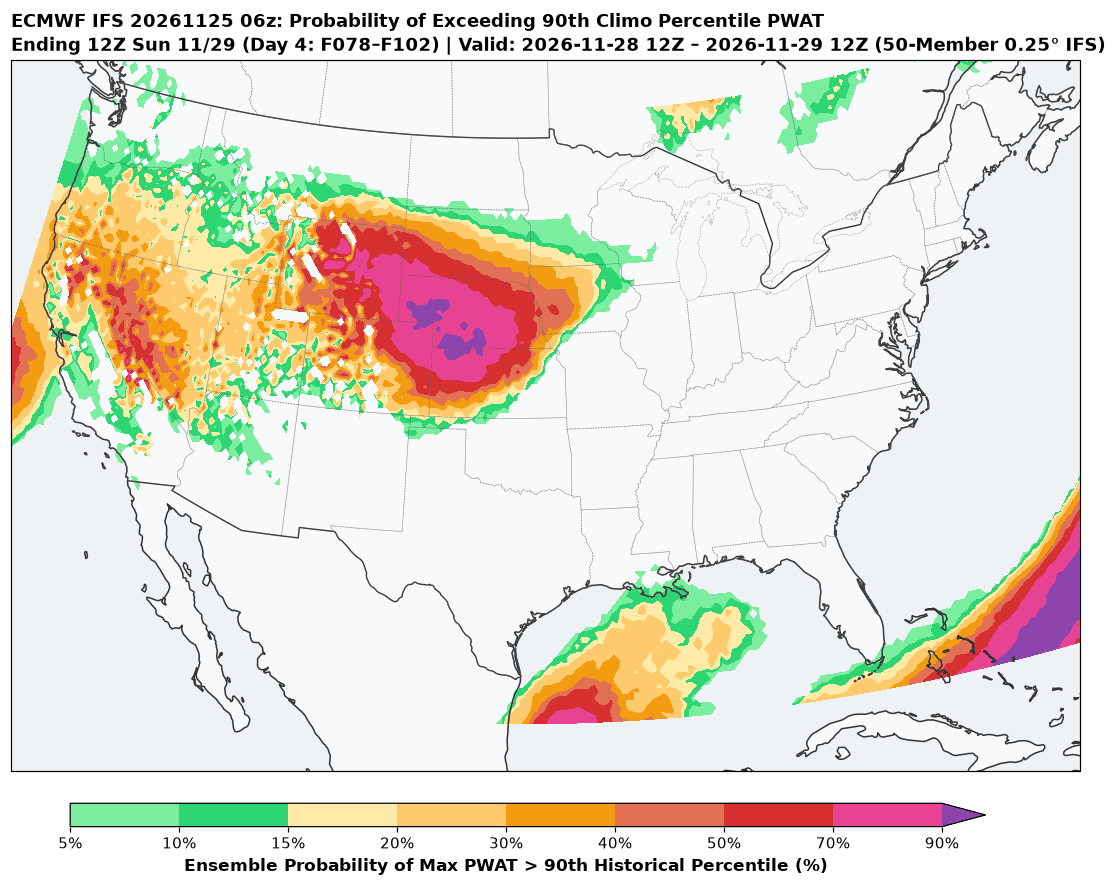 ECMWF IFS 20261125 06z: Probability of Exceeding 90th Climo Percentile PWAT
Ending 12Z Sun 11/29 (Day 4: F078–F102) | Valid: 2026-11-28 12Z – 2026-11-29 12Z (50-Member 0.25° IFS)
5% 10% 15% 20% 30% 40% 50% 70% 90%
Ensemble Probability of Max PWAT > 90th Historical Percentile (%)